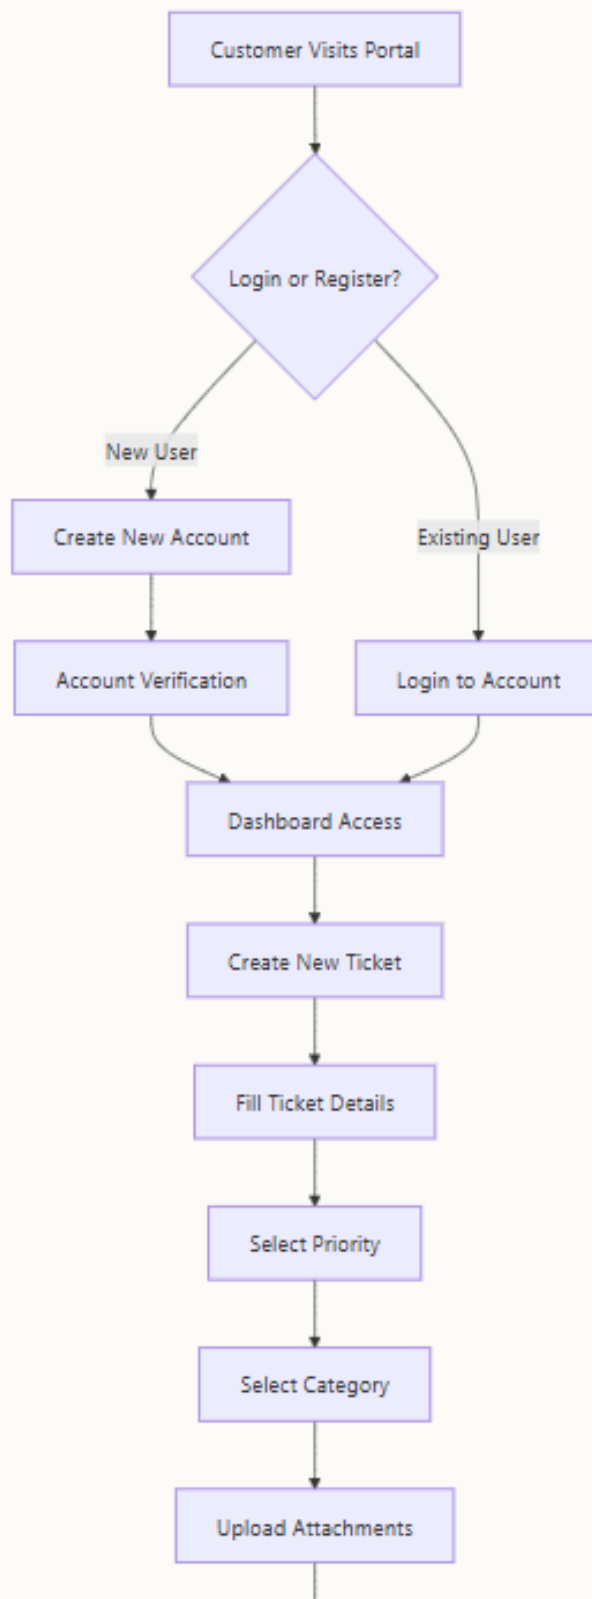 Customer Visits Portal
Login or Register?
New User
Create New Account
Existing User
Account Verification
Login to Account
Dashboard Access
Create New Ticket
Fill Ticket Details
Select Priority
Select Category
Upload Attachments